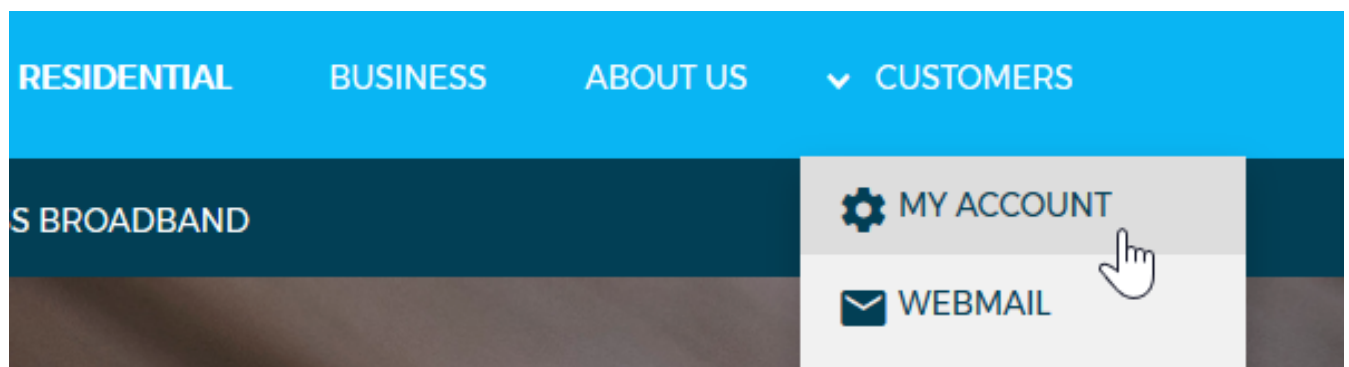 RESIDENTIAL BUSINESS ABOUT US CUSTOMERS
MY ACCOUNT
S BROADBAND
WEBMAIL